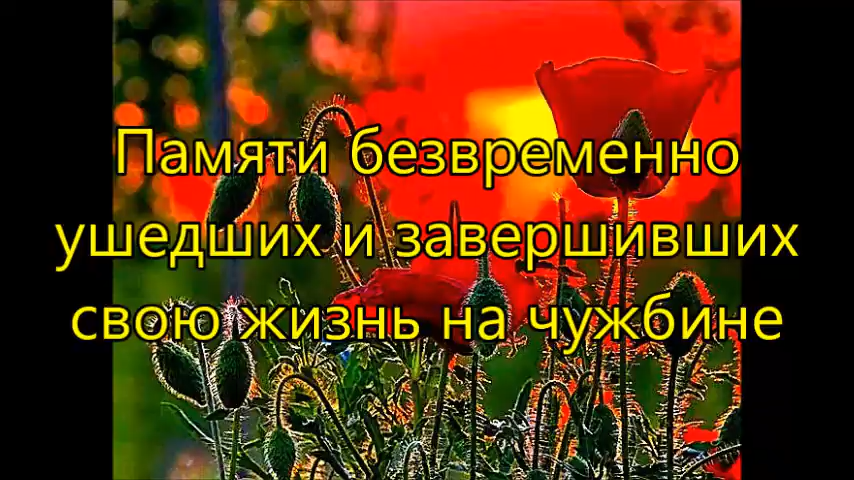 Памяти безвременно
ушедших и завершивших
свою жизнь на чужбине